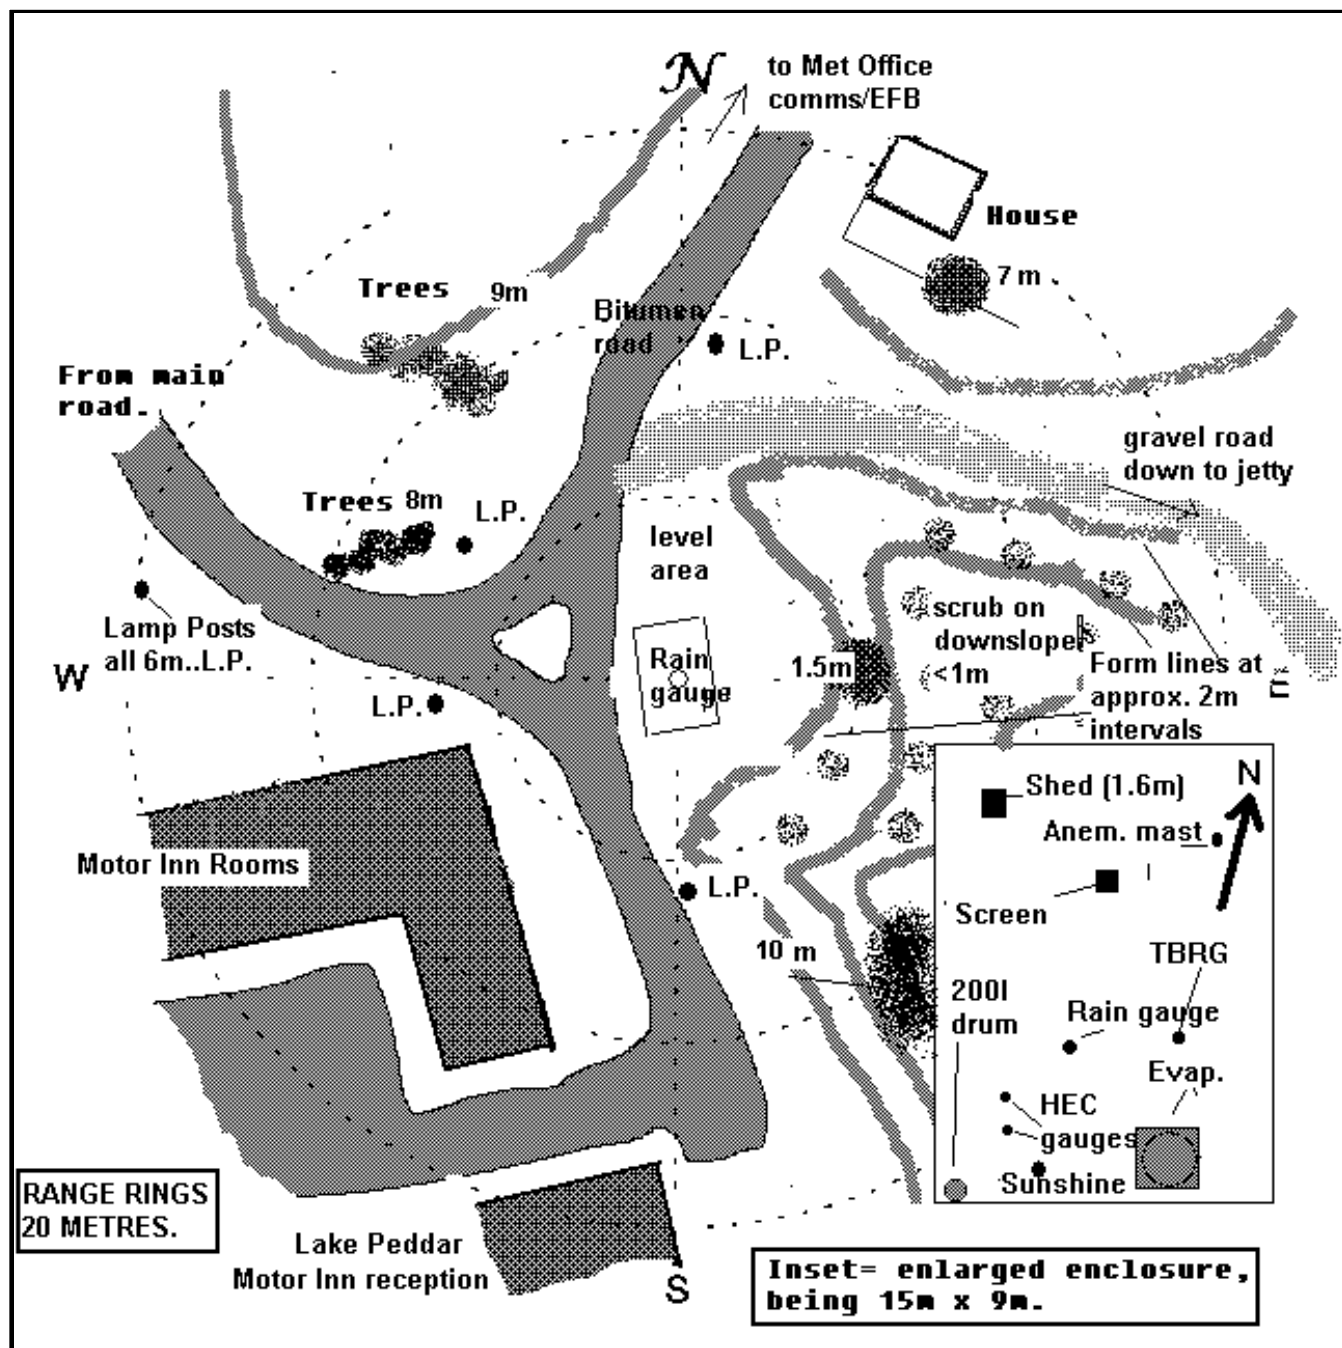 N
to Met Office
comms/EFB
House
7 m
Trees
9m
Bitumen
road
L.P.
From main
road.
gravel road
down to jetty
Trees 8m
L.P.
level
area
Lamp Posts
all 6m..L.P.
scrub on
downslope
<1m
W
Rain
gauge
1.5m
Form lines at
approx. 2m
intervals
E
L.P.
Motor Inn Rooms
L.P.
10 m
Shed (1.6m)
N
Anem. mast
Screen
TBRG
200l
drum
Rain gauge
Evap.
HEC
gauges
Sunshine
RANGE RINGS
20 METRES.
Lake Peddar
Motor Inn reception
S
Inset= enlarged enclosure,
being 15m x 9m.